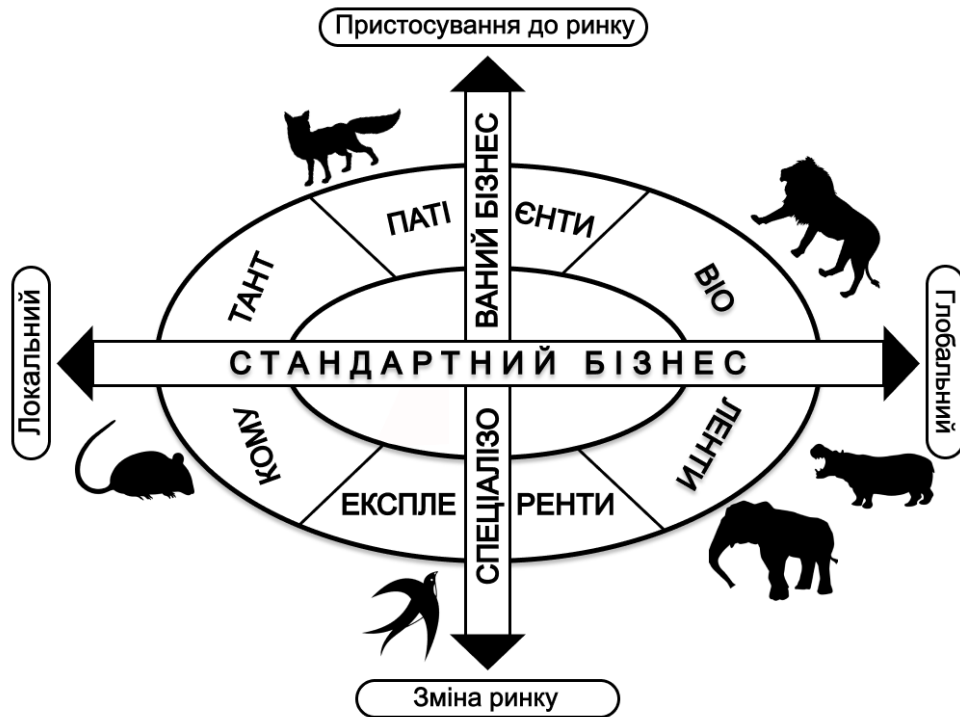 Пристосування до ринку
ВАНИЙ БІЗНЕС
ПАТІ
ЄНТИ
ТАНТ
ВІО
Локальний
СТАНДАРТНИЙ БІЗНЕС
Глобальний
КОМУ
ЛЕНТИ
ЕКСПЛЕ
РЕНТИ
СПЕЦІАЛІЗО
Зміна ринку